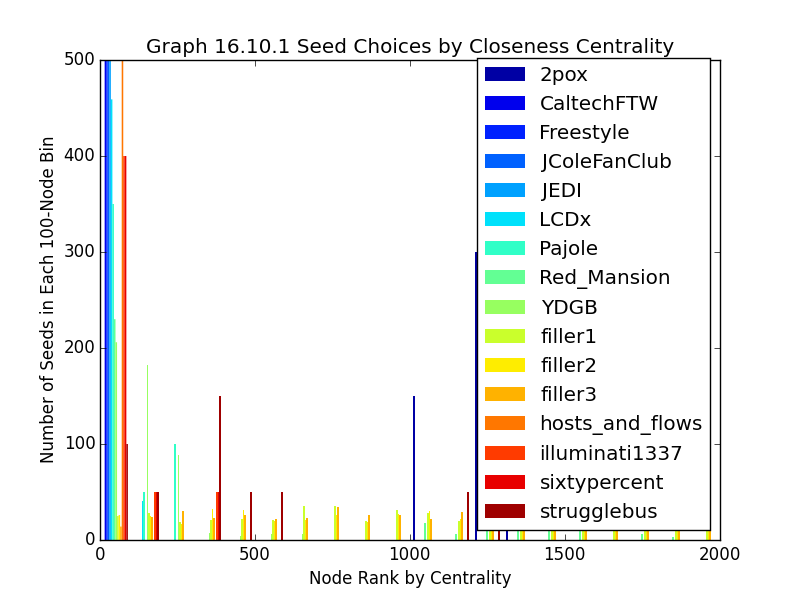 Graph 16.10.1 Seed Choices by Closeness Centrality
Number of Seeds in Each 100-Node Bin
500
400
300
200
100
0
0
500
1000
1500
2000
Node Rank by Centrality
2pox
CaltechFTW
Freestyle
JColeFanClub
JEDI
LCDx
Pajole
Red_Mansion
YDGB
filler1
filler2
filler3
hosts_and_flows
illuminati1337
sixtypercent
strugglebus